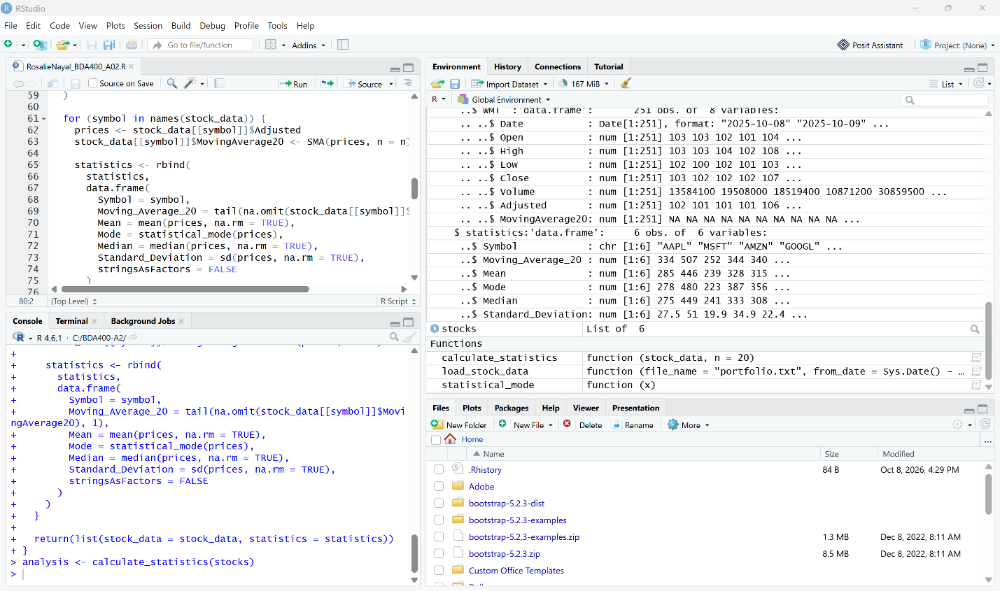 RStudio
File Edit Code View Plots Session Build Debug Profile Tools Help
Go to file/function Addins Posit Assistant Project: (None)
RosalieNayal_BDA400_A02.R
Source on Save Run Source
59 )
60
61 for (symbol in names(stock_data)) {
62 prices <- stock_data[[symbol]]$Adjusted
63 stock_data[[symbol]]$MovingAverage20 <- SMA(prices, n = n)
64
65 statistics <- rbind(
66 statistics,
67 data.frame(
68 Symbol = symbol,
69 Moving_Average_20 = tail(na.omit(stock_data[[symbol]]$
70 Mean = mean(prices, na.rm = TRUE),
71 Mode = statistical_mode(prices),
72 Median = median(prices, na.rm = TRUE),
73 Standard_Deviation = sd(prices, na.rm = TRUE),
74 stringsAsFactors = FALSE
75 )
76
80:2 (Top Level) R Script
Console Terminal Background Jobs
R 4.6.1 · C:/BDA400-A2/
+
+ statistics <- rbind(
+ statistics,
+ data.frame(
+ Symbol = symbol,
+ Moving_Average_20 = tail(na.omit(stock_data[[symbol]]$Movi
ngAverage20), 1),
+ Mean = mean(prices, na.rm = TRUE),
+ Mode = statistical_mode(prices),
+ Median = median(prices, na.rm = TRUE),
+ Standard_Deviation = sd(prices, na.rm = TRUE),
+ stringsAsFactors = FALSE
+ )
+ )
+ }
+
+ return(list(stock_data = stock_data, statistics = statistics))
+ }
> analysis <- calculate_statistics(stocks)
>
Environment History Connections Tutorial
Import Dataset 167 MiB List
R Global Environment
..$ WMT :'data.frame': 251 obs. of 8 variables:
.. ..$ Date : Date[1:251], format: "2025-10-08" "2025-10-09" ...
.. ..$ Open : num [1:251] 103 103 102 101 104 ...
.. ..$ High : num [1:251] 103 103 104 102 108 ...
.. ..$ Low : num [1:251] 102 100 102 101 103 ...
.. ..$ Close : num [1:251] 103 102 102 102 107 ...
.. ..$ Volume : num [1:251] 13584100 19508000 18519400 10871200 30859500 ...
.. ..$ Adjusted : num [1:251] 102 101 101 101 106 ...
.. ..$ MovingAverage20: num [1:251] NA NA NA NA NA NA NA NA NA NA ...
$ statistics:'data.frame': 6 obs. of 6 variables:
..$ Symbol : chr [1:6] "AAPL" "MSFT" "AMZN" "GOOGL" ...
..$ Moving_Average_20 : num [1:6] 334 507 252 344 340 ...
..$ Mean : num [1:6] 285 446 239 328 315 ...
..$ Mode : num [1:6] 278 480 223 387 356 ...
..$ Median : num [1:6] 275 449 241 333 308 ...
..$ Standard_Deviation: num [1:6] 27.5 51 19.9 34.9 22.4 ...
stocks List of 6
Functions
calculate_statistics function (stock_data, n = 20)
load_stock_data function (file_name = "portfolio.txt", from_date = Sys.Date() - …
statistical_mode function (x)
Files Plots Packages Help Viewer Presentation
New Folder New File Delete Rename More
Home ...
Name Size Modified
.Rhistory 84 B Oct 8, 2026, 4:29 PM
Adobe
bootstrap-5.2.3-dist
bootstrap-5.2.3-examples
bootstrap-5.2.3-examples.zip 1.3 MB Dec 8, 2022, 8:11 AM
bootstrap-5.2.3.zip 8.5 MB Dec 8, 2022, 8:11 AM
Custom Office Templates